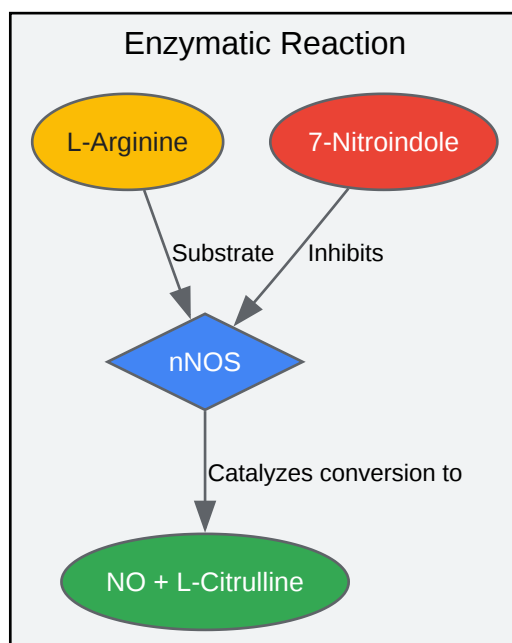 Enzymatic Reaction
L-Arginine
7-Nitroindole
Substrate
Inhibits
nNOS
Catalyzes conversion to
NO + L-Citrulline